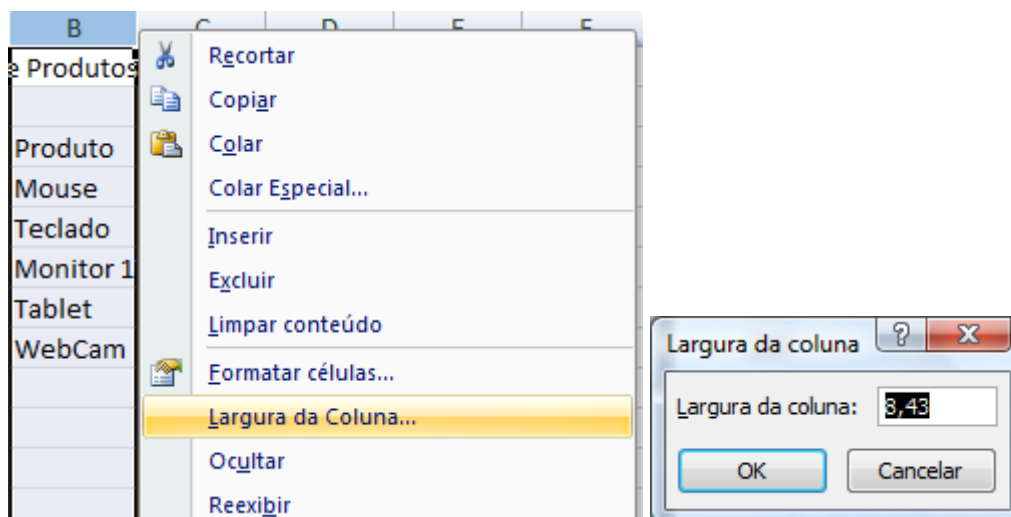 B C D E F
e Produtos
Produto
Mouse
Teclado
Monitor 1
Tablet
WebCam
Recortar
Copiar
Colar
Colar Especial...
Inserir
Excluir
Limpar conteúdo
Formatar células...
Largura da Coluna...
Ocultar
Reexibir
Largura da coluna ?
Largura da coluna: 8,43
OK Cancelar